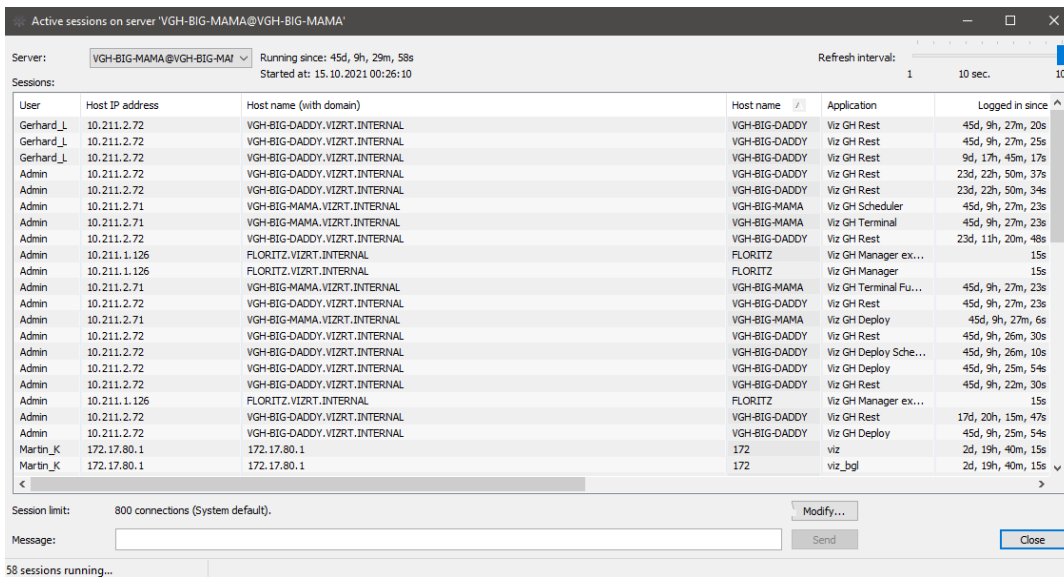 Active sessions on server 'VGH-BIG-MAMA@VGH-BIG-MAMA'
Server: VGH-BIG-MAMA@VGH-BIG-MAM Running since: 45d, 9h, 29m, 58s Refresh interval:
Started at: 15.10.2021 00:26:10 1 10 sec. 10
Sessions:
User Host IP address Host name (with domain) Host name / Application Logged in since
Gerhard_L 10.211.2.72 VGH-BIG-DADDY.VIZRT.INTERNAL VGH-BIG-DADDY Viz GH Rest 45d, 9h, 27m, 20s
Gerhard_L 10.211.2.72 VGH-BIG-DADDY.VIZRT.INTERNAL VGH-BIG-DADDY Viz GH Rest 45d, 9h, 27m, 25s
Gerhard_L 10.211.2.72 VGH-BIG-DADDY.VIZRT.INTERNAL VGH-BIG-DADDY Viz GH Rest 9d, 17h, 45m, 17s
Admin 10.211.2.72 VGH-BIG-DADDY.VIZRT.INTERNAL VGH-BIG-DADDY Viz GH Rest 23d, 22h, 50m, 37s
Admin 10.211.2.72 VGH-BIG-DADDY.VIZRT.INTERNAL VGH-BIG-DADDY Viz GH Rest 23d, 22h, 50m, 34s
Admin 10.211.2.71 VGH-BIG-MAMA.VIZRT.INTERNAL VGH-BIG-MAMA Viz GH Scheduler 45d, 9h, 27m, 23s
Admin 10.211.2.71 VGH-BIG-MAMA.VIZRT.INTERNAL VGH-BIG-MAMA Viz GH Terminal 45d, 9h, 27m, 23s
Admin 10.211.2.72 VGH-BIG-DADDY.VIZRT.INTERNAL VGH-BIG-DADDY Viz GH Rest 23d, 11h, 20m, 48s
Admin 10.211.1.126 FLORITZ.VIZRT.INTERNAL FLORITZ Viz GH Manager ex... 15s
Admin 10.211.1.126 FLORITZ.VIZRT.INTERNAL FLORITZ Viz GH Manager 15s
Admin 10.211.2.71 VGH-BIG-MAMA.VIZRT.INTERNAL VGH-BIG-MAMA Viz GH Terminal Fu... 45d, 9h, 27m, 23s
Admin 10.211.2.72 VGH-BIG-DADDY.VIZRT.INTERNAL VGH-BIG-DADDY Viz GH Rest 45d, 9h, 27m, 23s
Admin 10.211.2.71 VGH-BIG-MAMA.VIZRT.INTERNAL VGH-BIG-MAMA Viz GH Deploy 45d, 9h, 27m, 6s
Admin 10.211.2.72 VGH-BIG-DADDY.VIZRT.INTERNAL VGH-BIG-DADDY Viz GH Rest 45d, 9h, 26m, 30s
Admin 10.211.2.72 VGH-BIG-DADDY.VIZRT.INTERNAL VGH-BIG-DADDY Viz GH Deploy Sche... 45d, 9h, 26m, 10s
Admin 10.211.2.72 VGH-BIG-DADDY.VIZRT.INTERNAL VGH-BIG-DADDY Viz GH Deploy 45d, 9h, 25m, 54s
Admin 10.211.2.72 VGH-BIG-DADDY.VIZRT.INTERNAL VGH-BIG-DADDY Viz GH Rest 45d, 9h, 22m, 30s
Admin 10.211.1.126 FLORITZ.VIZRT.INTERNAL FLORITZ Viz GH Manager ex... 15s
Admin 10.211.2.72 VGH-BIG-DADDY.VIZRT.INTERNAL VGH-BIG-DADDY Viz GH Rest 17d, 20h, 15m, 47s
Admin 10.211.2.72 VGH-BIG-DADDY.VIZRT.INTERNAL VGH-BIG-DADDY Viz GH Deploy 45d, 9h, 25m, 54s
Martin_K 172.17.80.1 172.17.80.1 172 viz 2d, 19h, 40m, 15s
Martin_K 172.17.80.1 172.17.80.1 172 viz_bgl 2d, 19h, 40m, 15s
Session limit: 800 connections (System default). Modify...
Message: Send Close
58 sessions running...